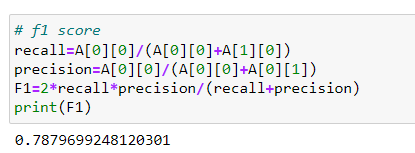 # f1 score
recall=A[0][0]/(A[0][0]+A[1][0])
precision=A[0][0]/(A[0][0]+A[0][1])
F1=2*recall*precision/(recall+precision)
print(F1)
0.7879699248120301